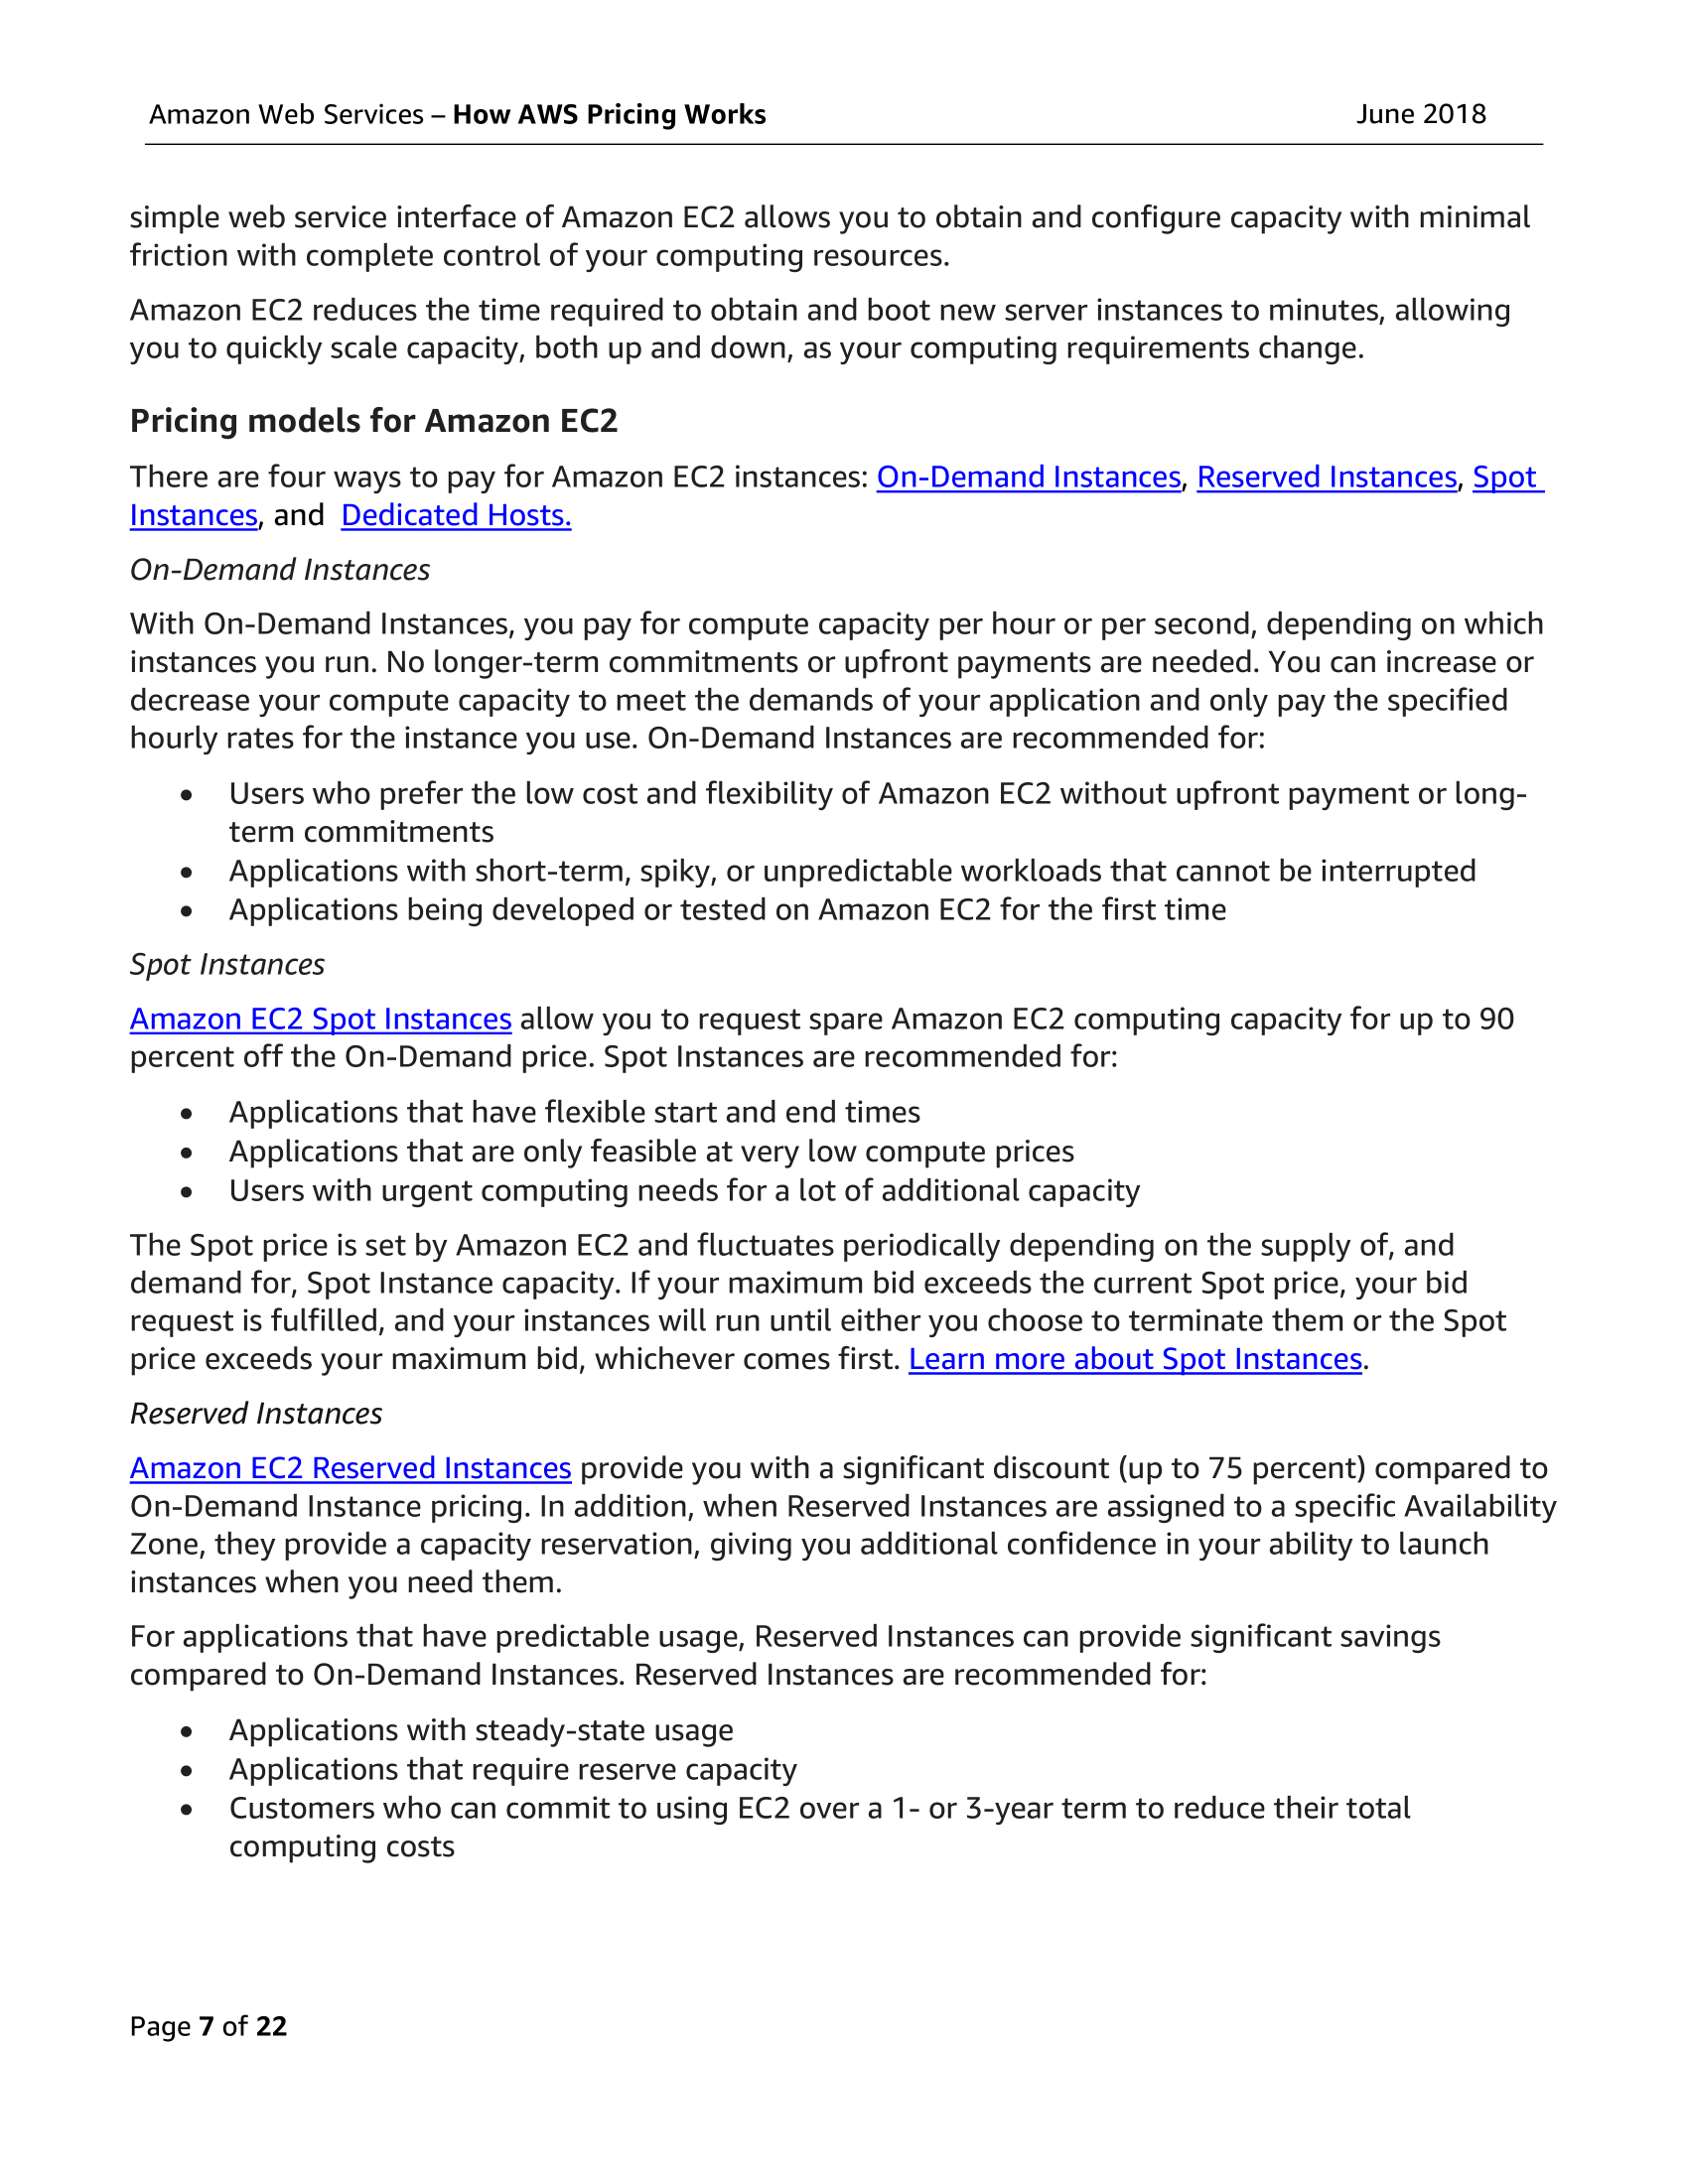 Amazon Web Services – How AWS Pricing Works June 2018
simple web service interface of Amazon EC2 allows you to obtain and configure capacity with minimal
friction with complete control of your computing resources.
Amazon EC2 reduces the time required to obtain and boot new server instances to minutes, allowing
you to quickly scale capacity, both up and down, as your computing requirements change.
Pricing models for Amazon EC2
There are four ways to pay for Amazon EC2 instances: On-Demand Instances, Reserved Instances, Spot
Instances, and Dedicated Hosts.
On-Demand Instances
With On-Demand Instances, you pay for compute capacity per hour or per second, depending on which
instances you run. No longer-term commitments or upfront payments are needed. You can increase or
decrease your compute capacity to meet the demands of your application and only pay the specified
hourly rates for the instance you use. On-Demand Instances are recommended for:
• Users who prefer the low cost and flexibility of Amazon EC2 without upfront payment or long-
term commitments
• Applications with short-term, spiky, or unpredictable workloads that cannot be interrupted
• Applications being developed or tested on Amazon EC2 for the first time
Spot Instances
Amazon EC2 Spot Instances allow you to request spare Amazon EC2 computing capacity for up to 90
percent off the On-Demand price. Spot Instances are recommended for:
• Applications that have flexible start and end times
• Applications that are only feasible at very low compute prices
• Users with urgent computing needs for a lot of additional capacity
The Spot price is set by Amazon EC2 and fluctuates periodically depending on the supply of, and
demand for, Spot Instance capacity. If your maximum bid exceeds the current Spot price, your bid
request is fulfilled, and your instances will run until either you choose to terminate them or the Spot
price exceeds your maximum bid, whichever comes first. Learn more about Spot Instances.
Reserved Instances
Amazon EC2 Reserved Instances provide you with a significant discount (up to 75 percent) compared to
On-Demand Instance pricing. In addition, when Reserved Instances are assigned to a specific Availability
Zone, they provide a capacity reservation, giving you additional confidence in your ability to launch
instances when you need them.
For applications that have predictable usage, Reserved Instances can provide significant savings
compared to On-Demand Instances. Reserved Instances are recommended for:
• Applications with steady-state usage
• Applications that require reserve capacity
• Customers who can commit to using EC2 over a 1- or 3-year term to reduce their total
computing costs
Page 7 of 22